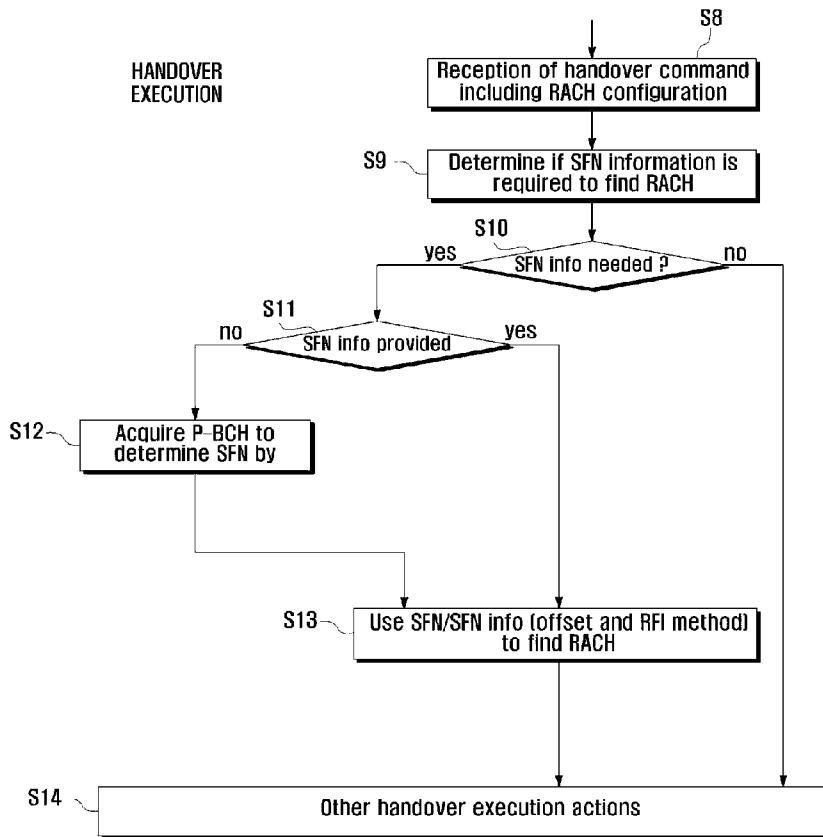 S8
HANDOVER
EXECUTION
Reception of handover command
including RACH configuration
S9
Determine if SFN information is
required to find RACH
S10
yes
SFN info needed ?
no
S11
no
SFN info provided
yes
S12
Acquire P-BCH to
determine SFN by
S13
Use SFN/SFN info (offset and RFI method)
to find RACH
S14
Other handover execution actions